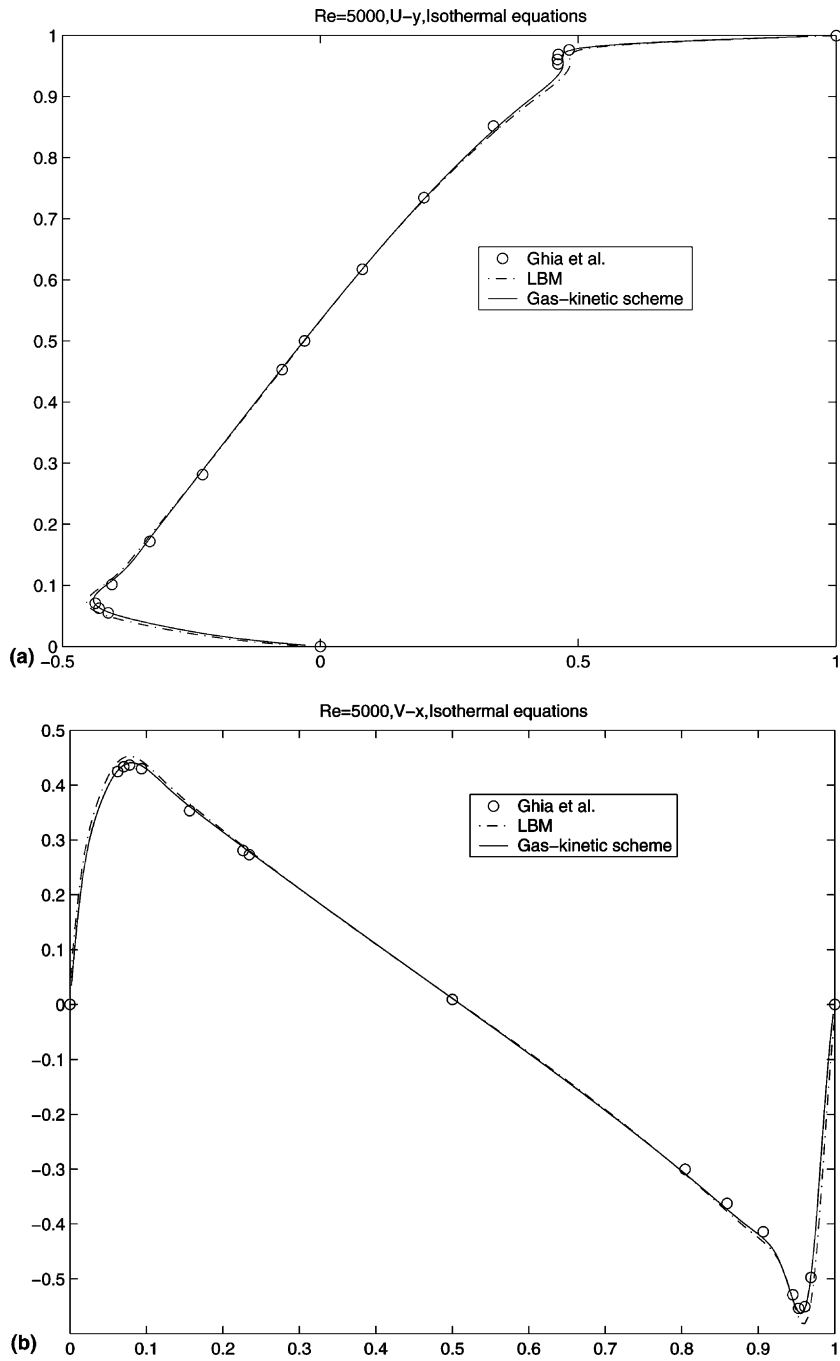 Re=5000,U−y,Isothermal equations
1
0.9
0.8
0.7
0.6
0.5
0.4
0.3
0.2
0.1
0
Ghia et al.
LBM
Gas−kinetic scheme
(a)
−0.5 0 0.5 1
Re=5000,V−x,Isothermal equations
0.5
0.4
0.3
0.2
0.1
0
−0.1
−0.2
−0.3
−0.4
−0.5
Ghia et al.
LBM
Gas−kinetic scheme
(b)
0 0.1 0.2 0.3 0.4 0.5 0.6 0.7 0.8 0.9 1